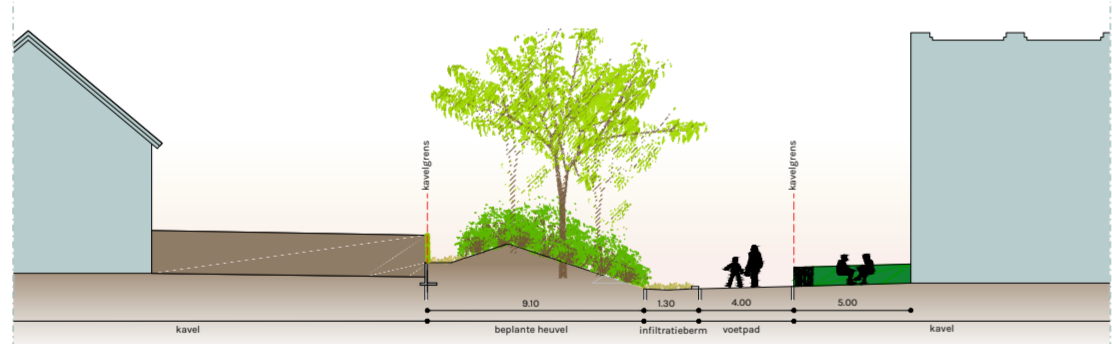 kavelgrens
kavelgrens
9.10
1.30
4.00
5.00
kavel
beplante heuvel
infiltratieberm
voetpad
kavel